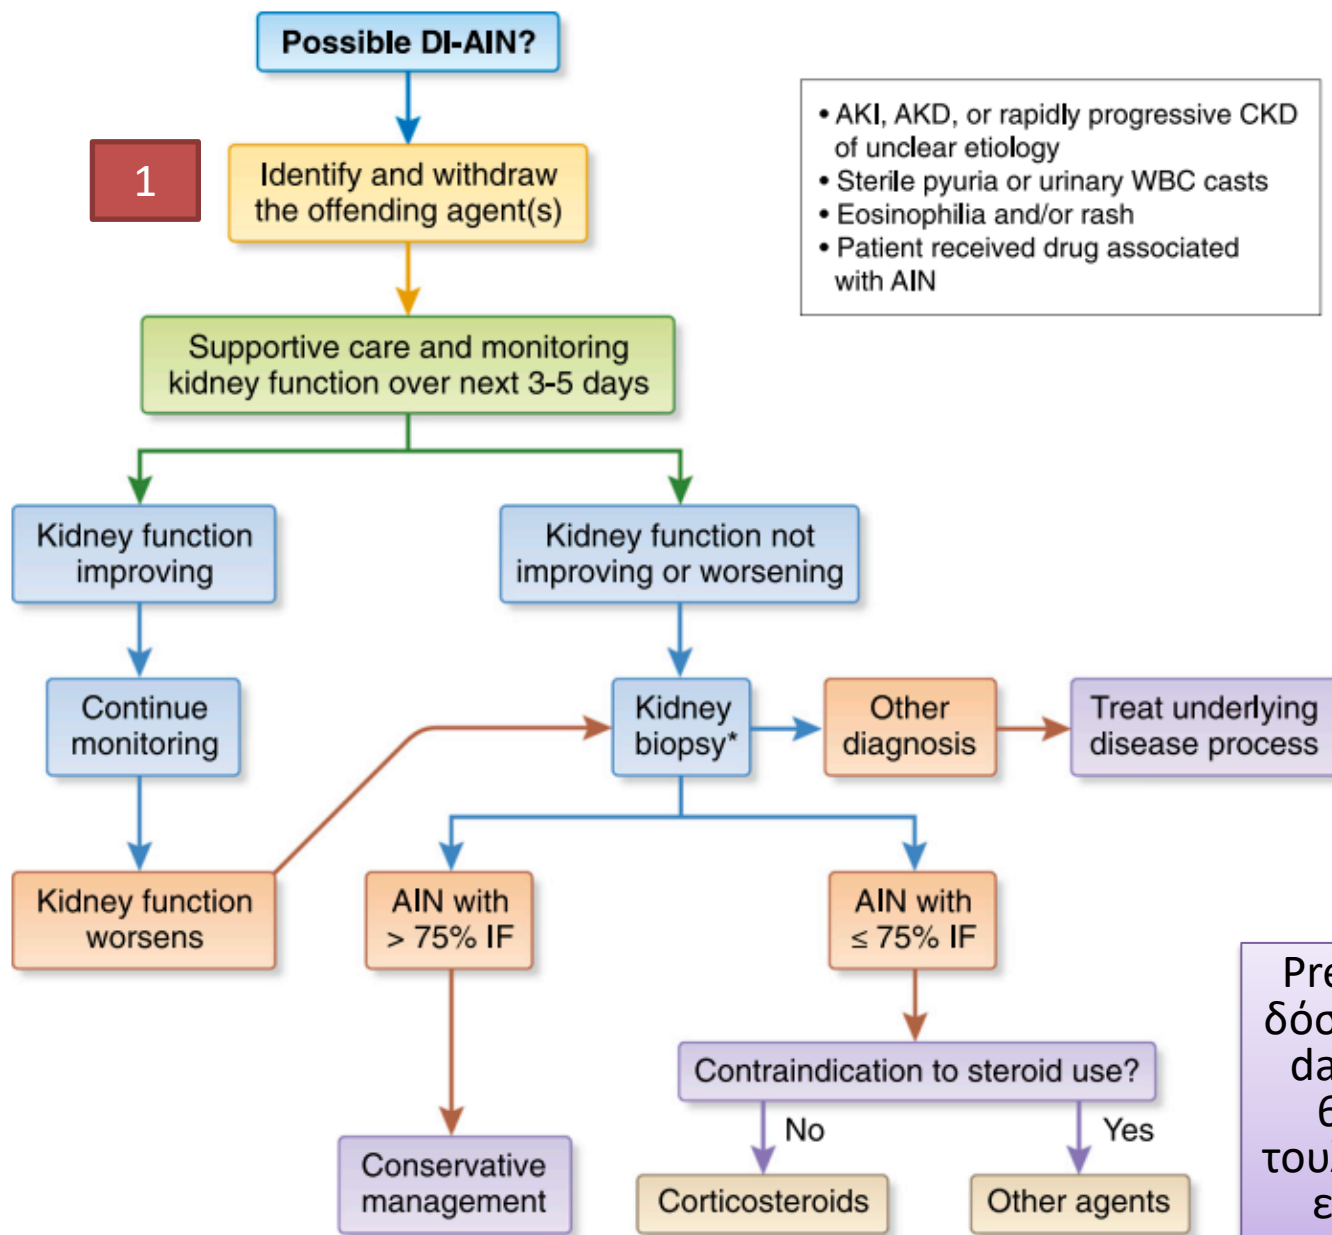 Possible DI-AIN?
1
Identify and withdraw
the offending agent(s)
• AKI, AKD, or rapidly progressive CKD
of unclear etiology
• Sterile pyuria or urinary WBC casts
• Eosinophilia and/or rash
• Patient received drug associated
with AIN
Supportive care and monitoring
kidney function over next 3-5 days
Kidney function
improving
Kidney function not
improving or worsening
Continue
monitoring
Kidney
biopsy*
Other
diagnosis
Treat underlying
disease process
Kidney function
worsens
AIN with
> 75% IF
AIN with
≤ 75% IF
Contraindication to steroid use?
No
Yes
Conservative
management
Corticosteroids
Other agents